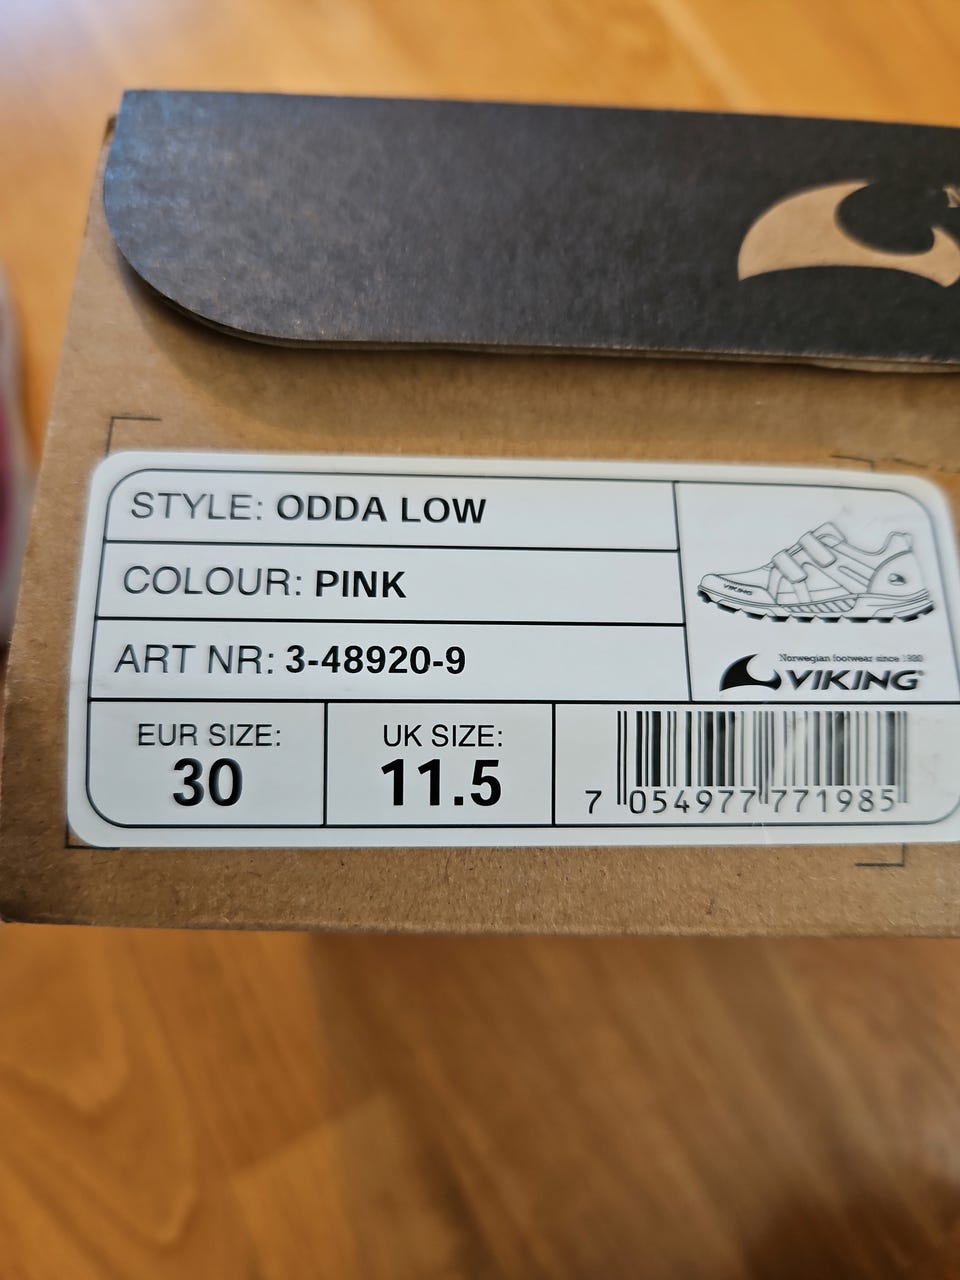 STYLE: ODDA LOW
COLOUR: PINK
ART NR: 3-48920-9
VIKING
Norwegian footwear since 1920
VIKING®
EUR SIZE:
30
UK SIZE:
11.5
7 054977 771985